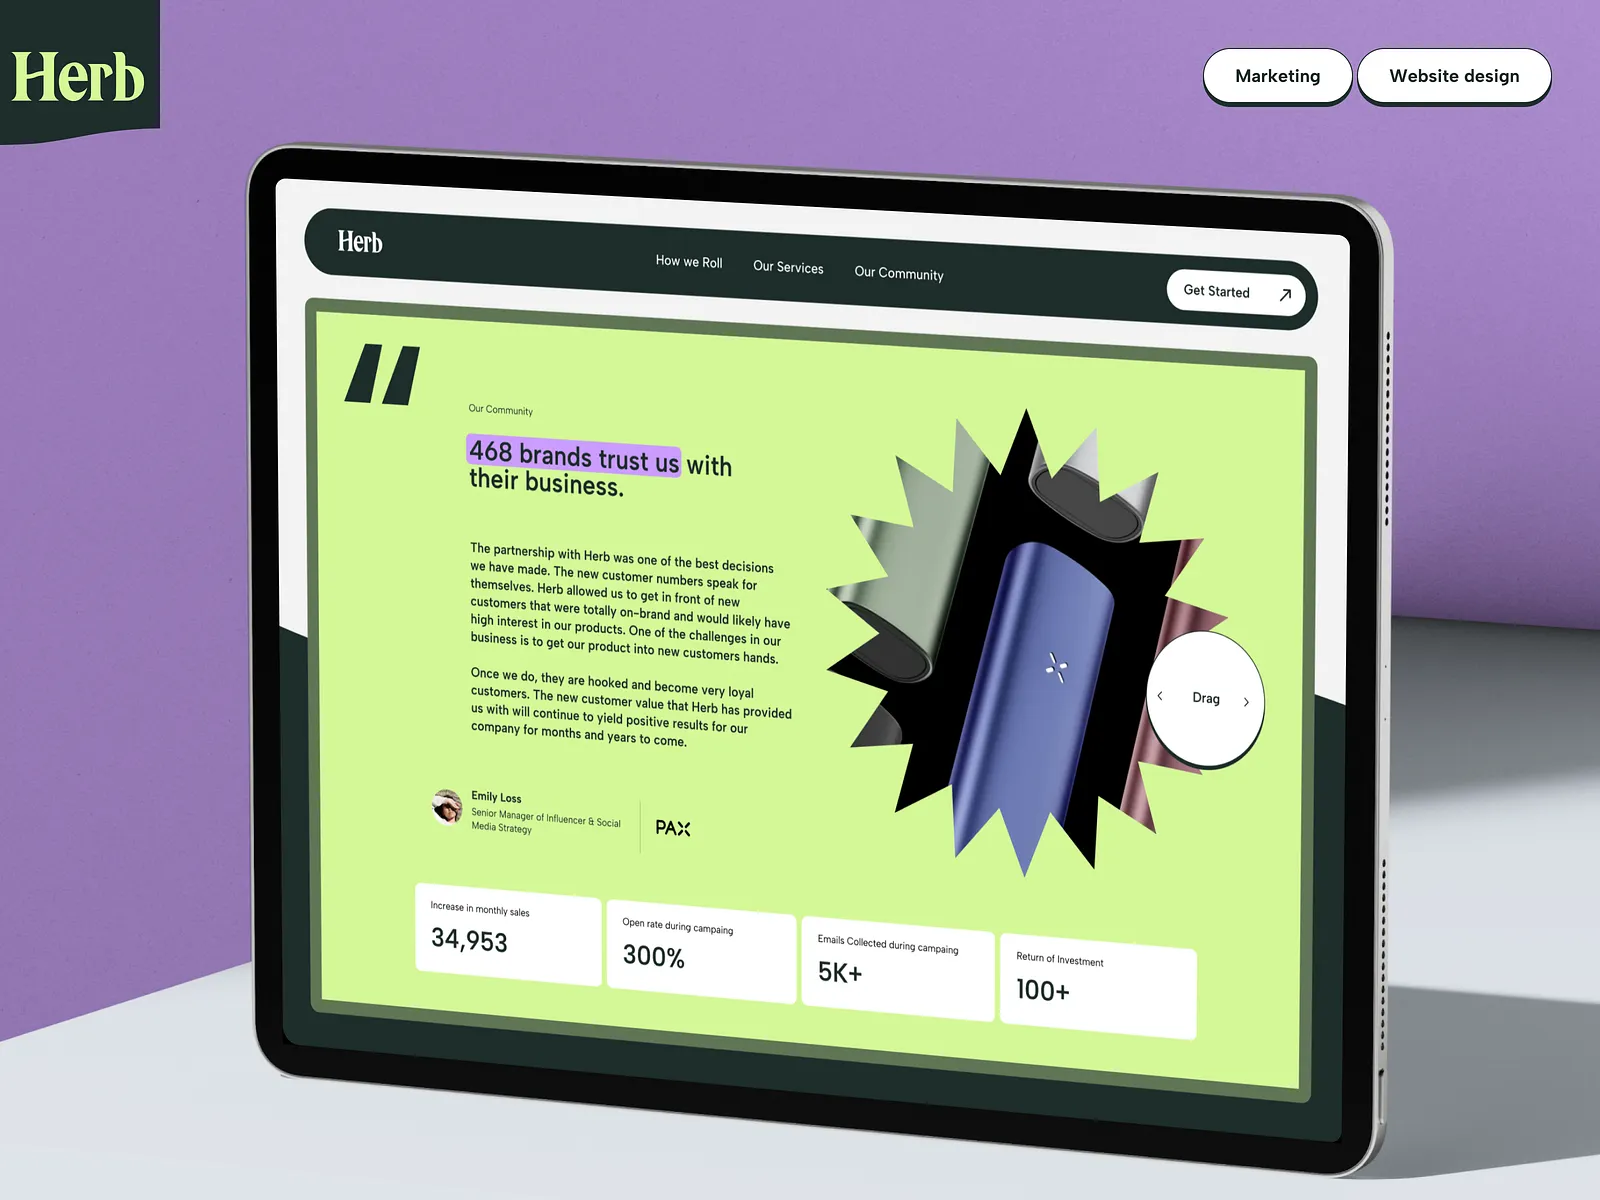 Herb
Marketing
Website design
Herb
How we Roll
Our Services
Our Community
Get Started
Our Community
468 brands trust us with
their business.
The partnership with Herb was one of the best decisions
we have made. The new customer numbers speak for
themselves. Herb allowed us to get in front of new
customers that were totally on-brand and would likely have
high interest in our products. One of the challenges in our
business is to get our product into new customers hands.
Once we do, they are hooked and become very loyal
customers. The new customer value that Herb has provided
us with will continue to yield positive results for our
company for months and years to come.
Drag
Emily Loss
Senior Manager of Influencer & Social
Media Strategy
PAX
Increase in monthly sales
34,953
Open rate during campaing
300%
Emails Collected during campaing
5K+
Return of Investment
100+